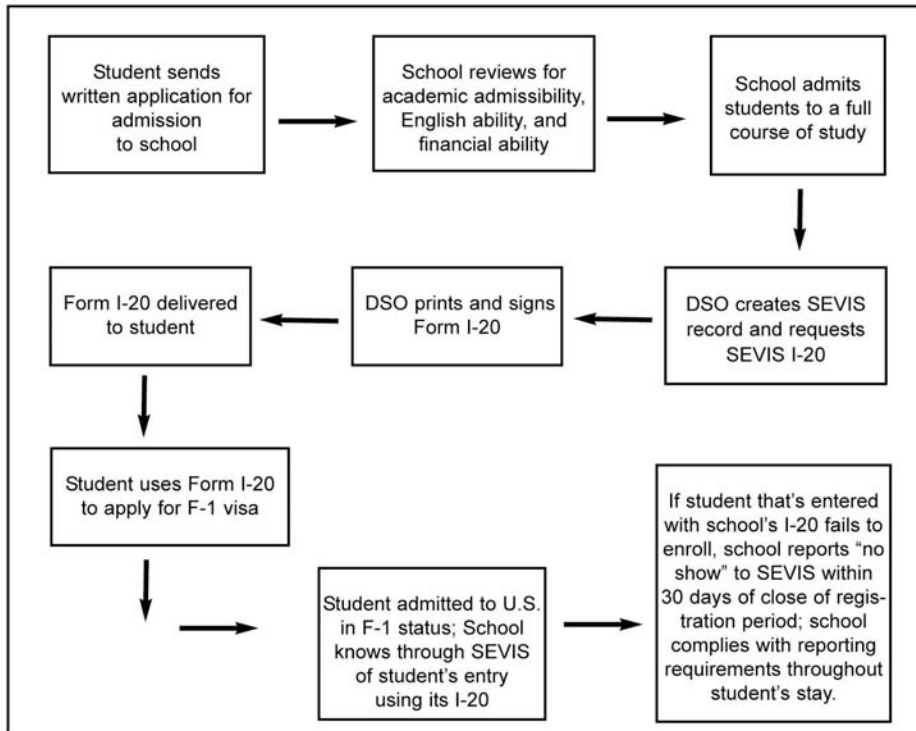 Student sends
written application for
admission
to school
School reviews for
academic admissibility,
English ability, and
financial ability
School admits
students to a full
course of study
DSO creates SEVIS
record and requests
SEVIS I-20
DSO prints and signs
Form I-20
Form I-20 delivered
to student
Student uses Form I-20
to apply for F-1 visa
Student admitted to U.S.
in F-1 status; School
knows through SEVIS
of student's entry
using its I-20
If student that's entered
with school's I-20 fails to
enroll, school reports “no
show” to SEVIS within
30 days of close of regis-
tration period; school
complies with reporting
requirements throughout
student's stay.